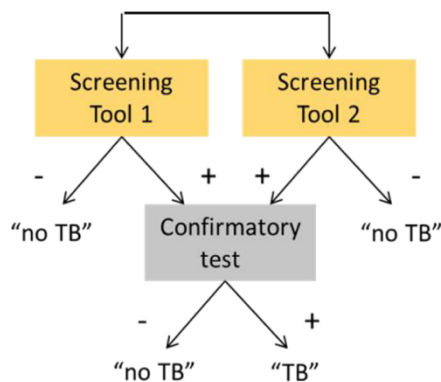 Screening
Tool 1
Screening
Tool 2
-
+
+
-
“no TB”
Confirmatory
test
“no TB”
-
+
“no TB”
“TB”